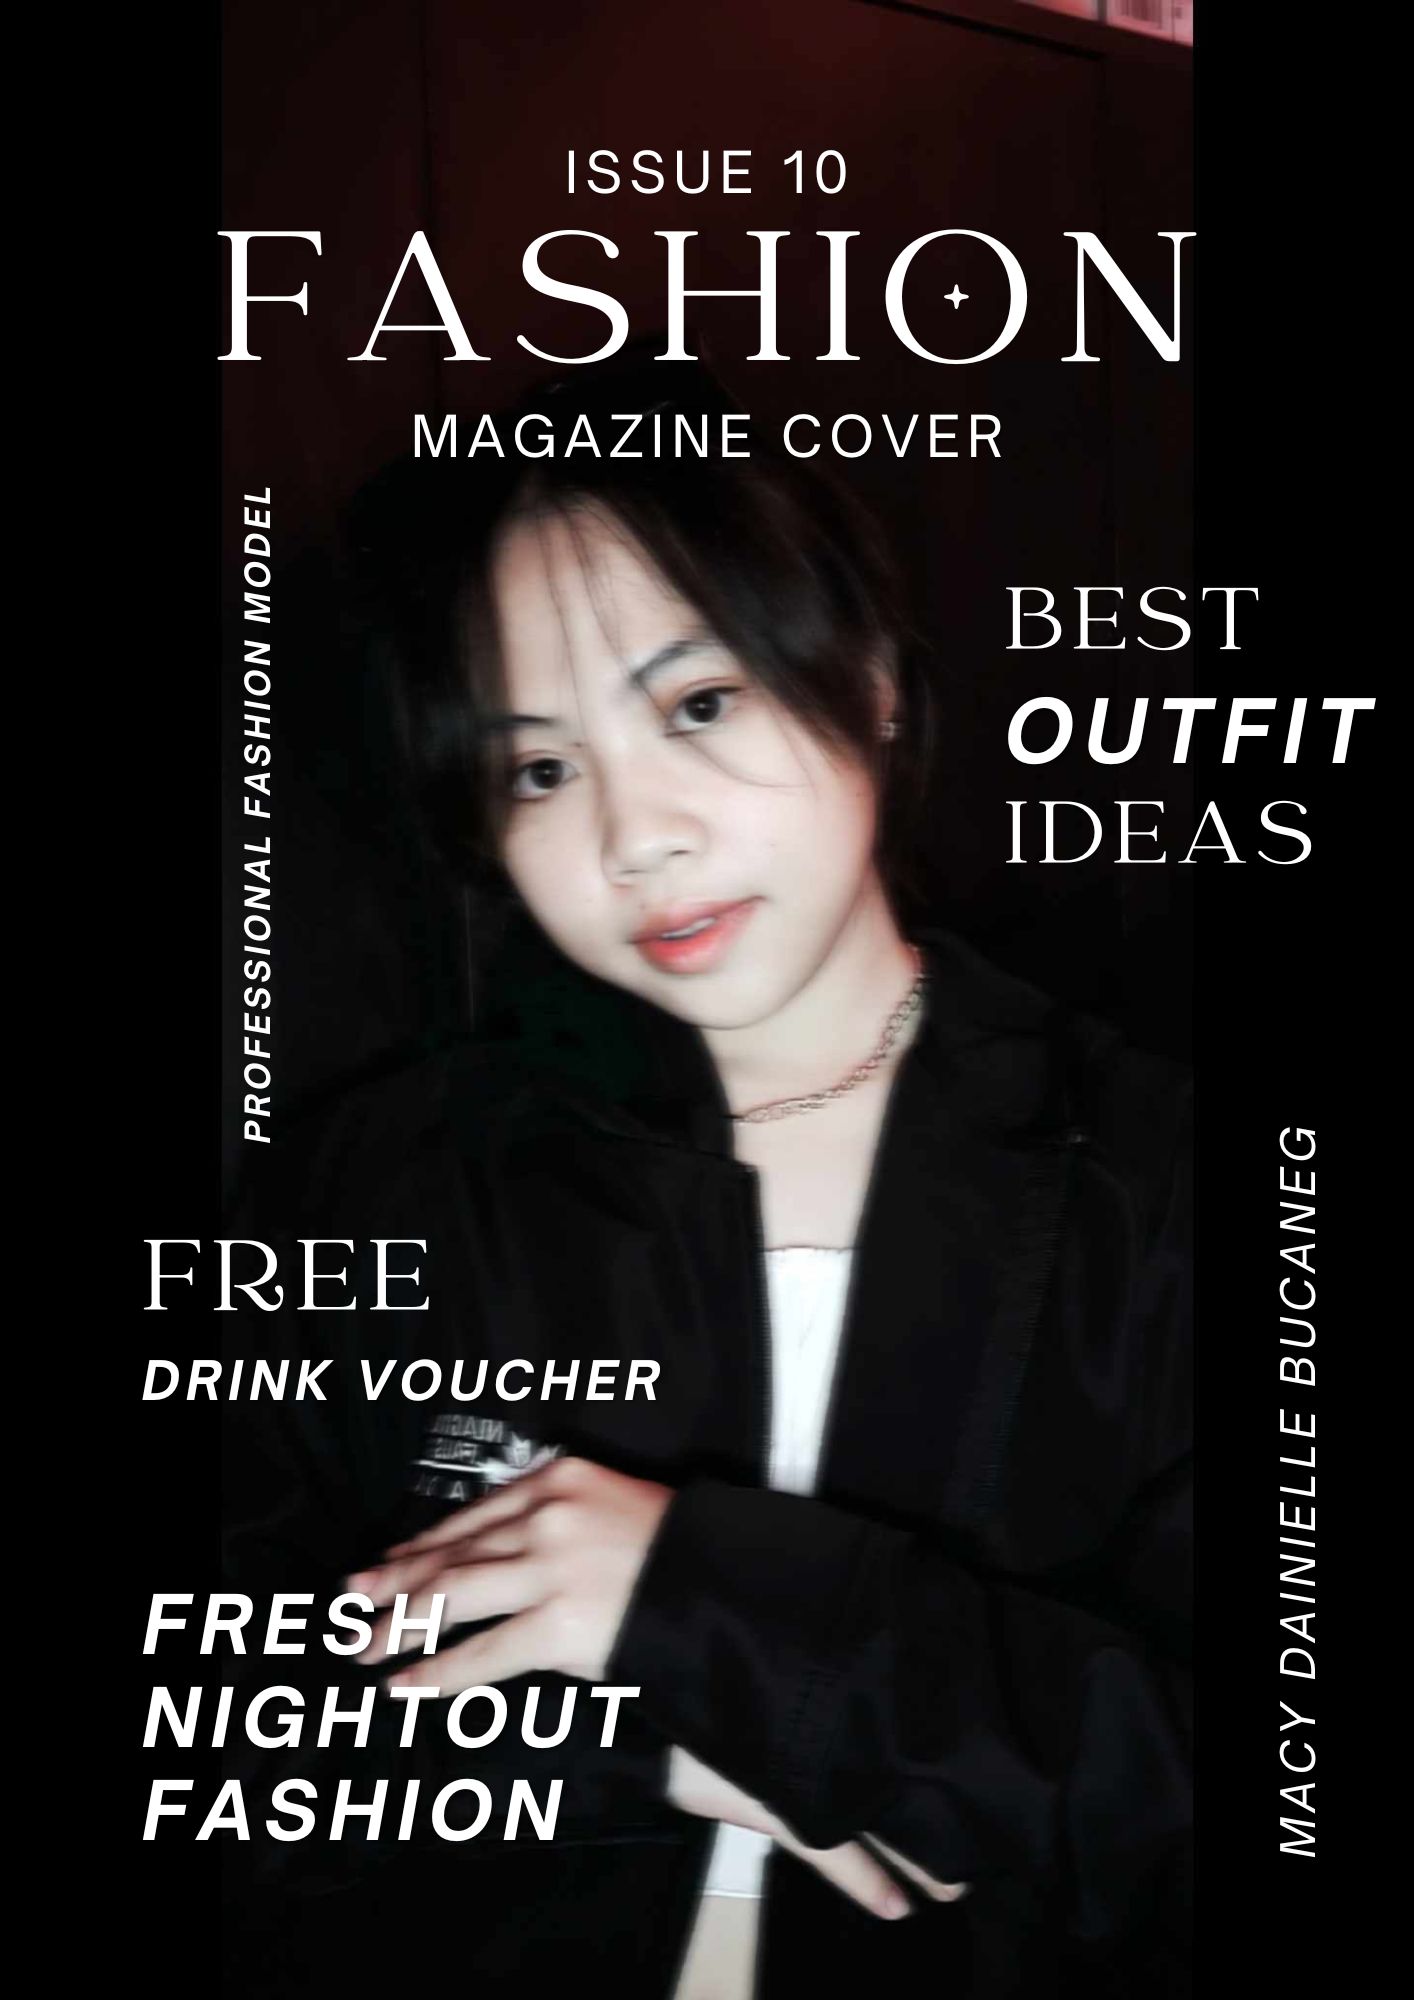 ISSUE 10
FASHION
MAGAZINE COVER
PROFESSIONAL FASHION MODEL
BEST
OUTFIT
IDEAS
FREE
DRINK VOUCHER
FRESH
NIGHTOUT
FASHION
MACY DAINIELLE BUCANEG